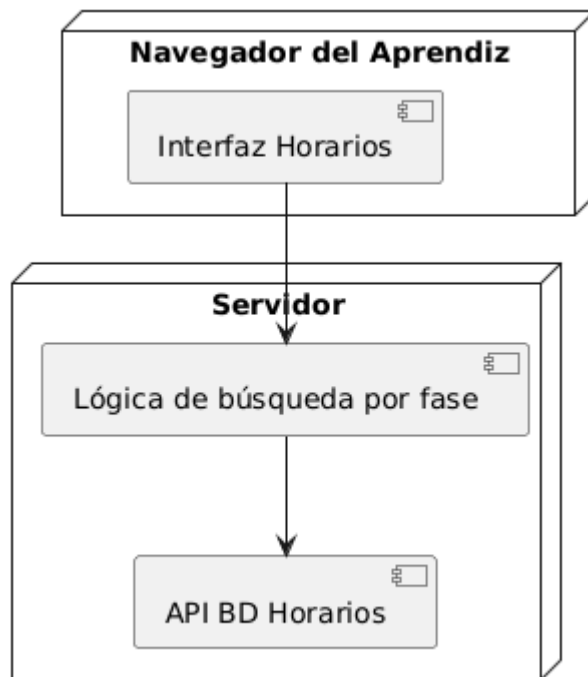 Navegador del Aprendiz
Interfaz Horarios
Servidor
Lógica de búsqueda por fase
API BD Horarios